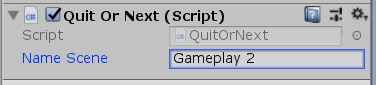 Quit Or Next (Script)
Script QuitOrNext
Name Scene Gameplay 2